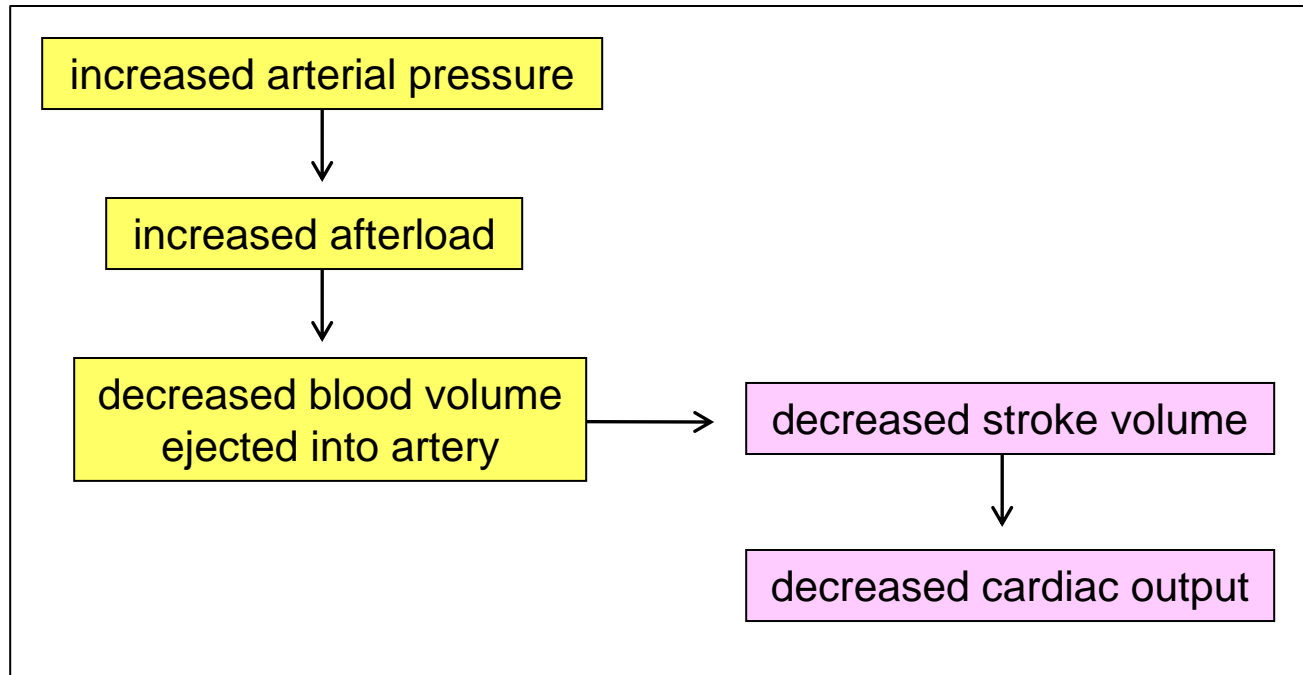 increased arterial pressure
increased afterload
decreased blood volume
ejected into artery
decreased stroke volume
decreased cardiac output